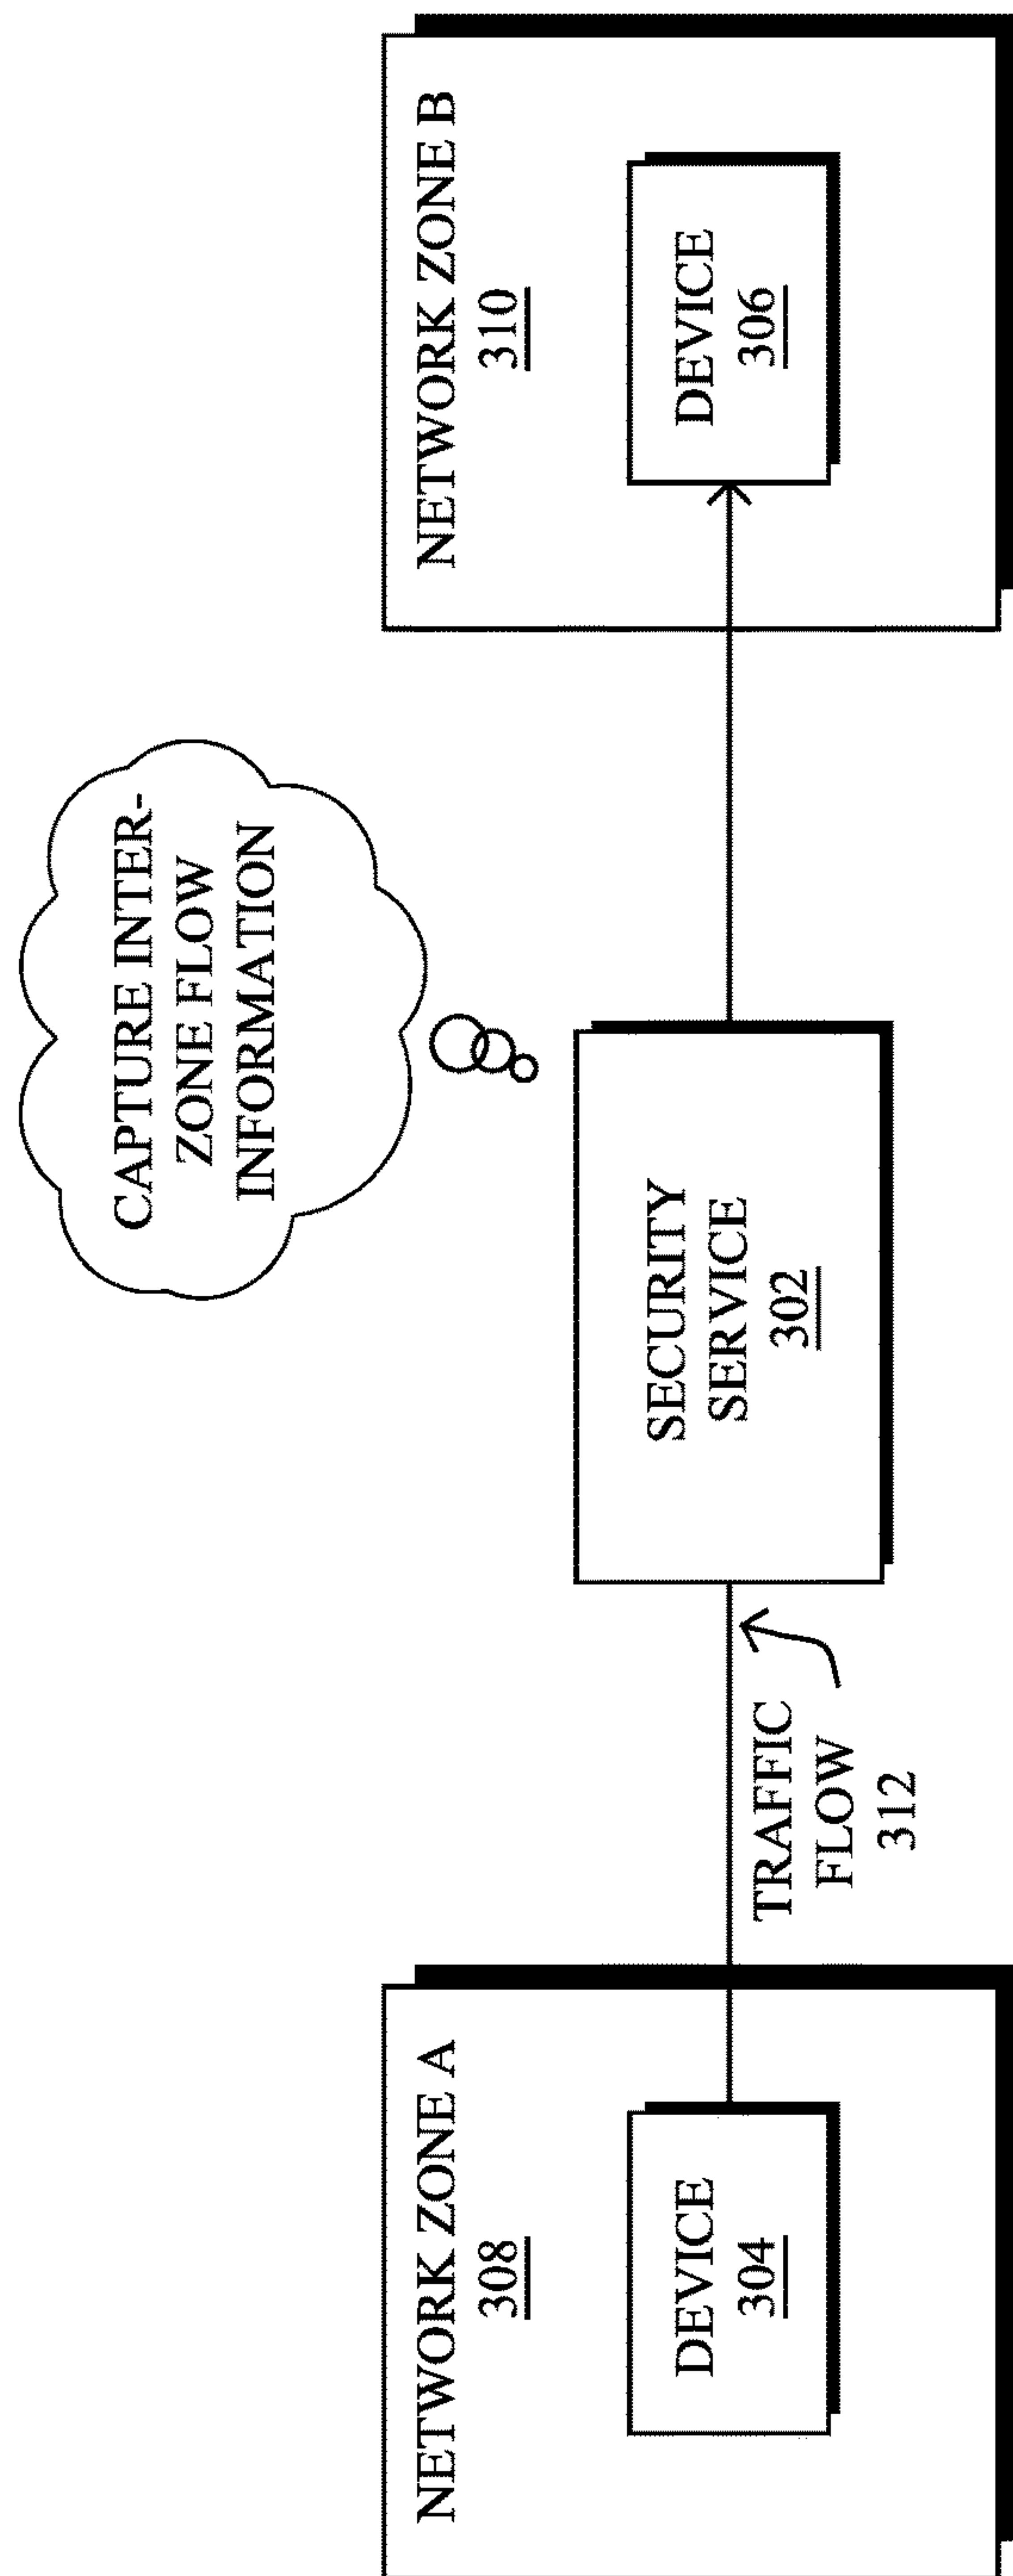 CAPTURE INTER-
ZONE FLOW
INFORMATION
NETWORK ZONE A
308
DEVICE
304
TRAFFIC
FLOW
312
SECURITY
SERVICE
302
NETWORK ZONE B
310
DEVICE
306